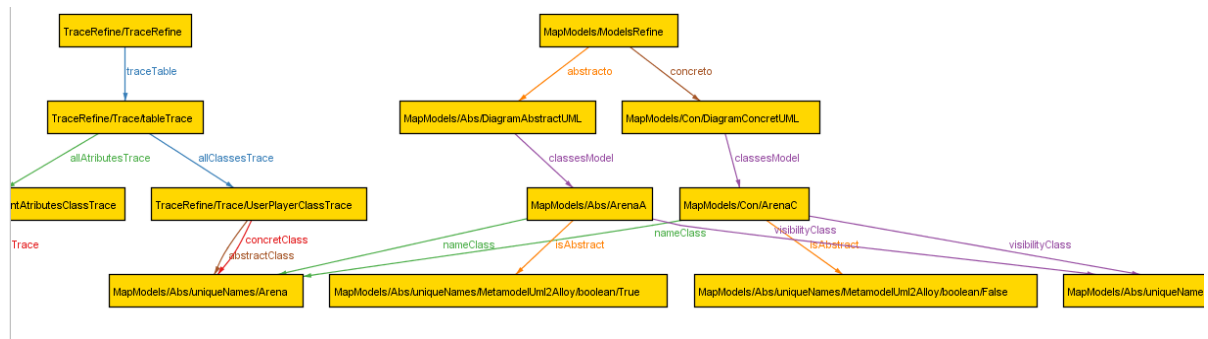 TraceRefine/TraceRefine
MapModels/ModelsRefine
traceTable
abstracto
concreto
TraceRefine/Trace/tableTrace
MapModels/Abs/DiagramAbstractUML
MapModels/Con/DiagramConcretUML
allAtributesTrace
allClassesTrace
classesModel
classesModel
ntAtributesClassTrace
TraceRefine/Trace/UserPlayerClassTrace
MapModels/Abs/ArenaA
MapModels/Con/ArenaC
Trace
concretClass
abstractClass
nameClass
isAbstract
nameClass
visibilityClass
isAbstract
visibilityClass
MapModels/Abs/uniqueNames/Arena
MapModels/Abs/uniqueNames/MetamodelUml2Alloy/boolean/True
MapModels/Abs/uniqueNames/MetamodelUml2Alloy/boolean/False
MapModels/Abs/uniqueName